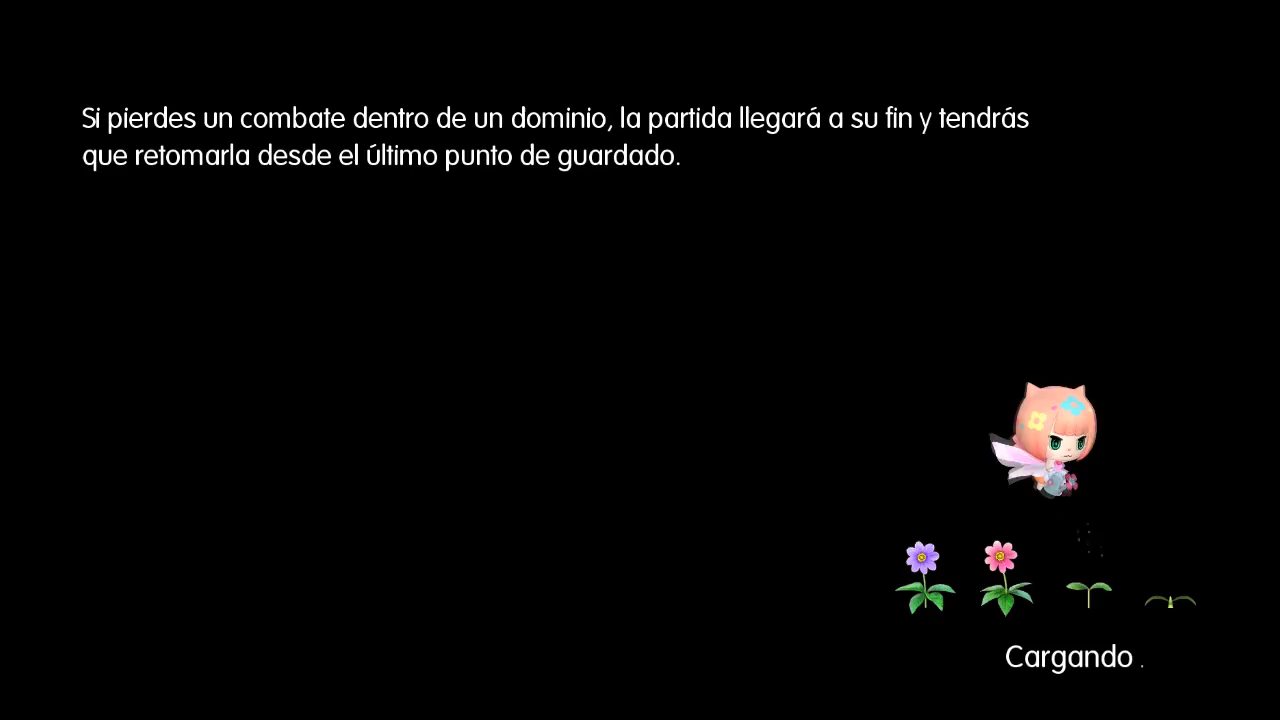 Si pierdes un combate dentro de un dominio, la partida llegará a su fin y tendrás
que retomarla desde el último punto de guardado.
Cargando .